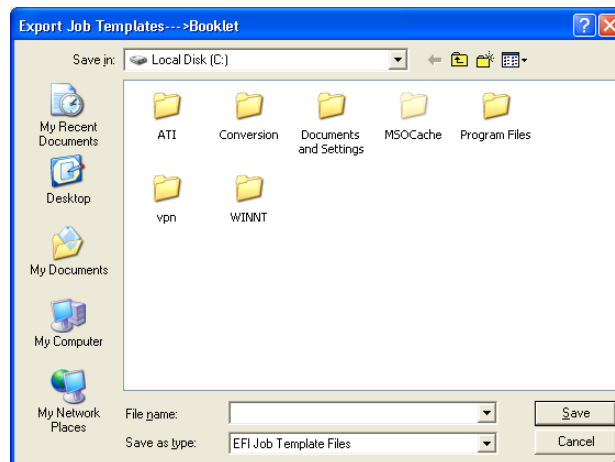 Export Job Templates--->Booklet
Save in:
Local Disk (C:)
My Recent
Documents
Desktop
My Documents
My Computer
My Network
Places
ATI
Conversion
Documents
and Settings
MSOCache
Program Files
vpn
WINNT
File name:
Save
Save as type:
EFI Job Template Files
Cancel